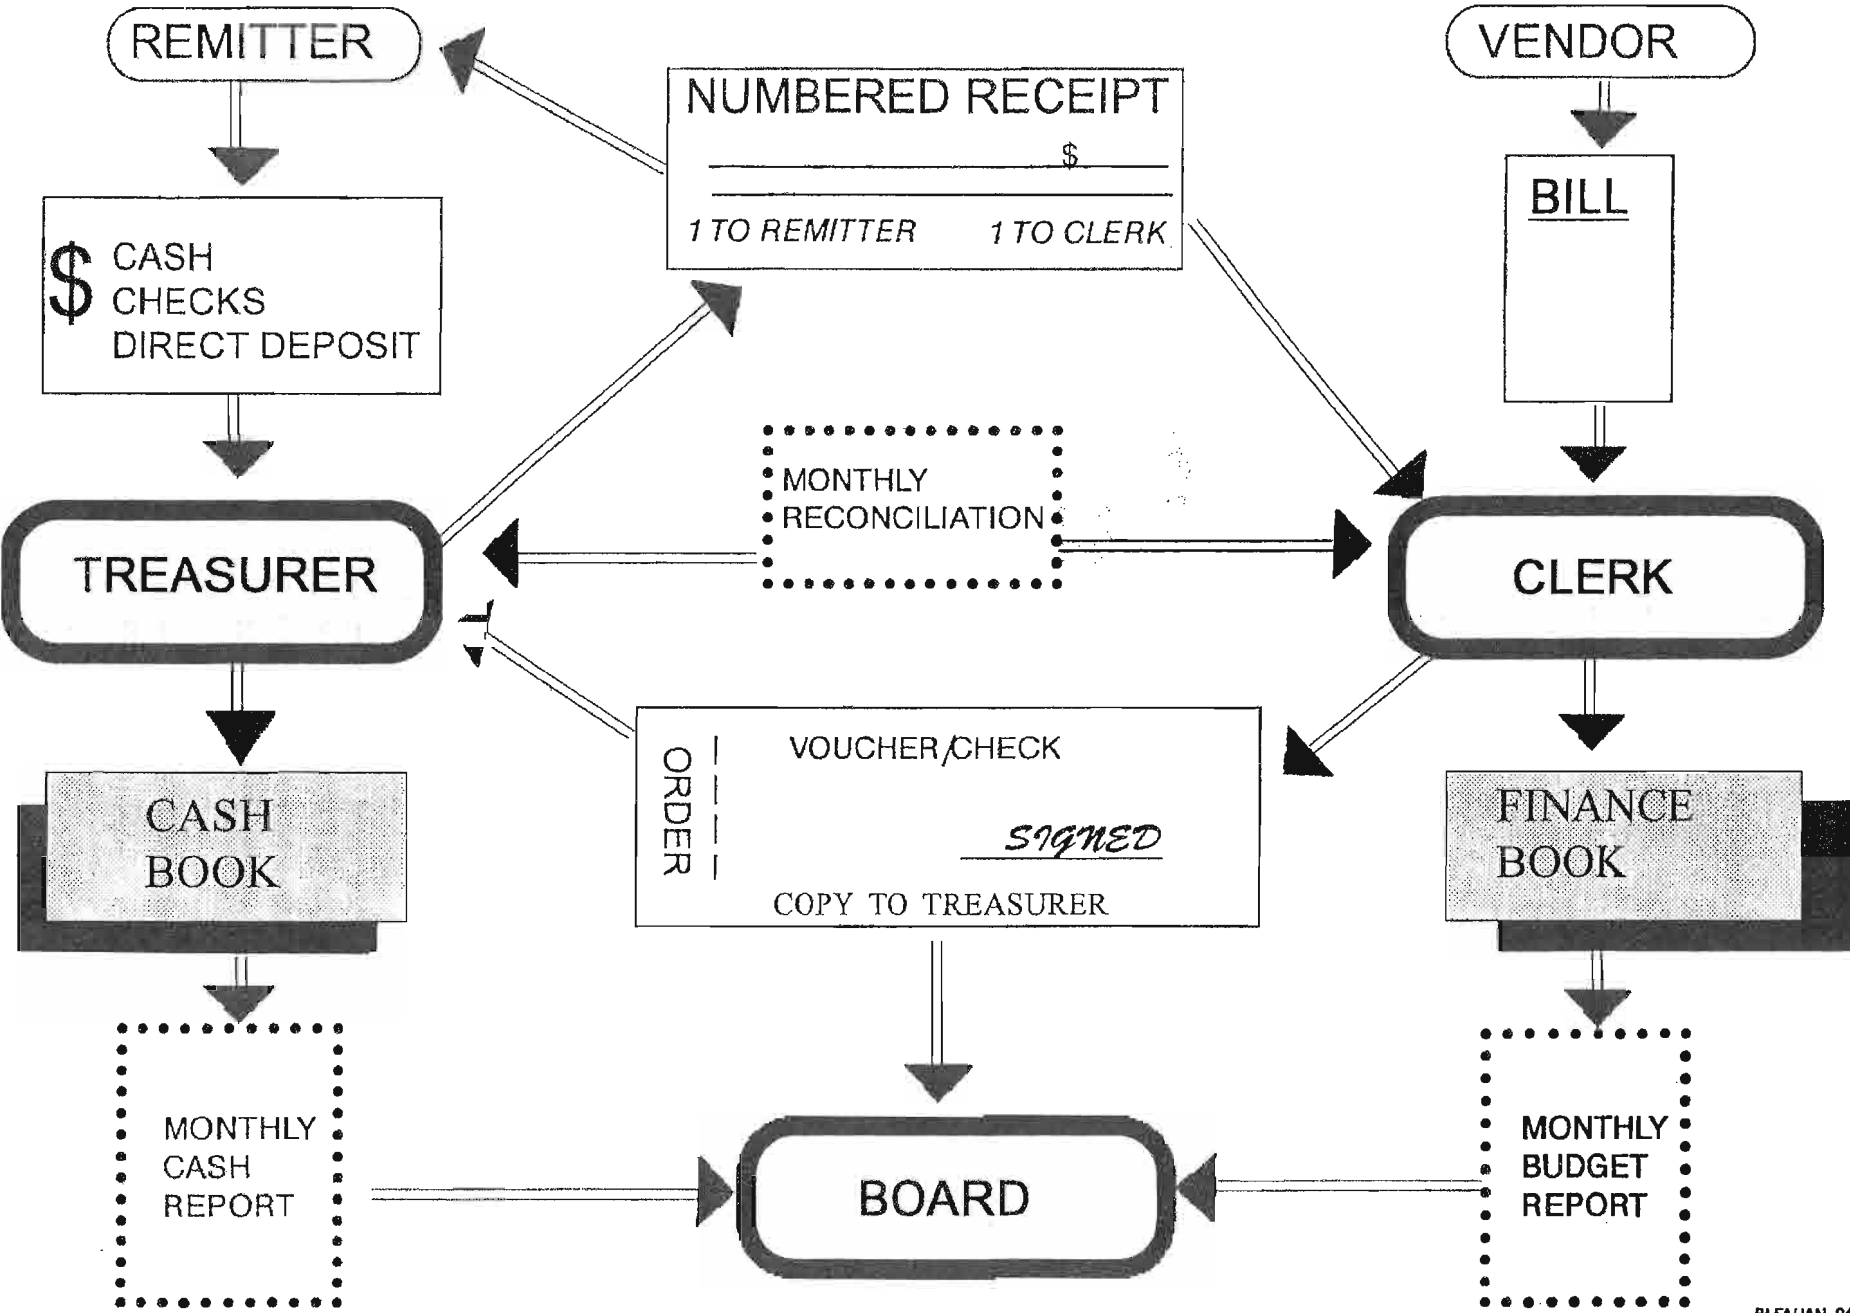 REMITTER
VENDOR
NUMBERED RECEIPT
$
1 TO REMITTER 1 TO CLERK
BILL
$ CASH
CHECKS
DIRECT DEPOSIT
MONTHLY
RECONCILIATION
TREASURER
CLERK
ORDER
VOUCHER/CHECK
SIGNED
COPY TO TREASURER
CASH
BOOK
FINANCE
BOOK
MONTHLY
CASH
REPORT
BOARD
MONTHLY
BUDGET
REPORT